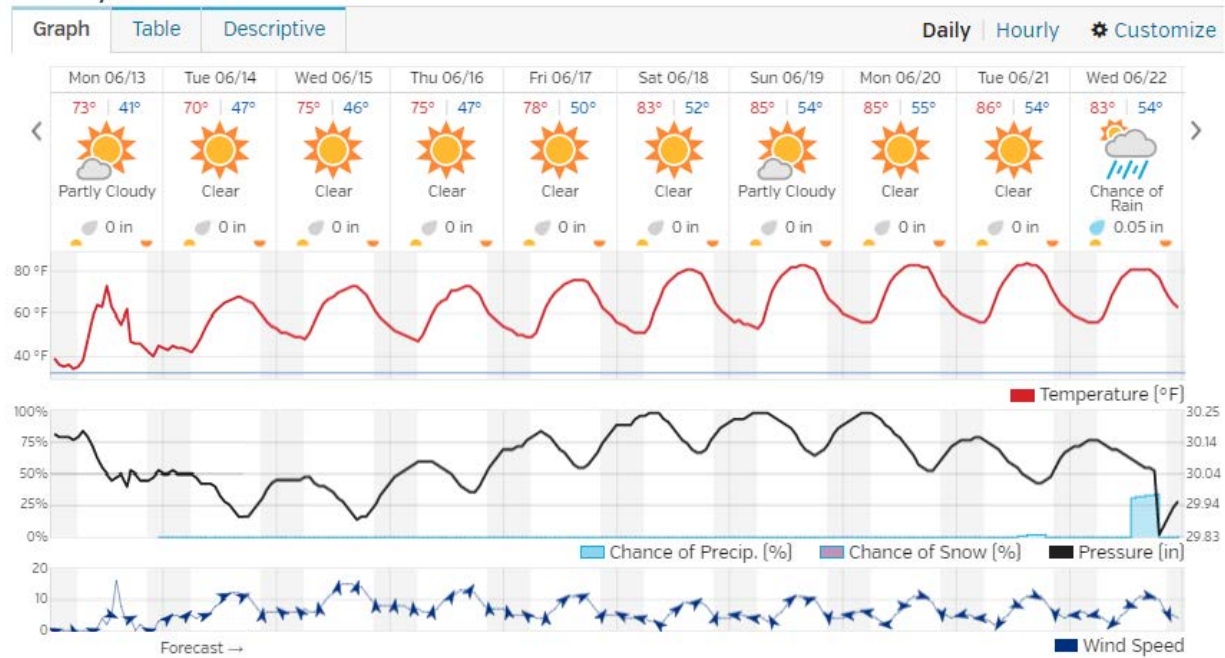 Graph Table Descriptive Daily | Hourly Customize
Mon 06/13 Tue 06/14 Wed 06/15 Thu 06/16 Fri 06/17 Sat 06/18 Sun 06/19 Mon 06/20 Tue 06/21 Wed 06/22
73° | 41° 70° | 47° 75° | 46° 75° | 47° 78° | 50° 83° | 52° 85° | 54° 85° | 55° 86° | 54° 83° | 54°
Partly Cloudy Clear Clear Clear Clear Clear Partly Cloudy Clear Clear Chance of
Rain
0 in 0 in 0 in 0 in 0 in 0 in 0 in 0 in 0 in 0.05 in
80 °F
60 °F
40 °F
Temperature (°F)
100% 30.25
75% 30.14
50% 30.04
25% 29.94
0% 29.83
Chance of Precip. (%) Chance of Snow (%) Pressure (in)
20
10
0
Forecast → Wind Speed